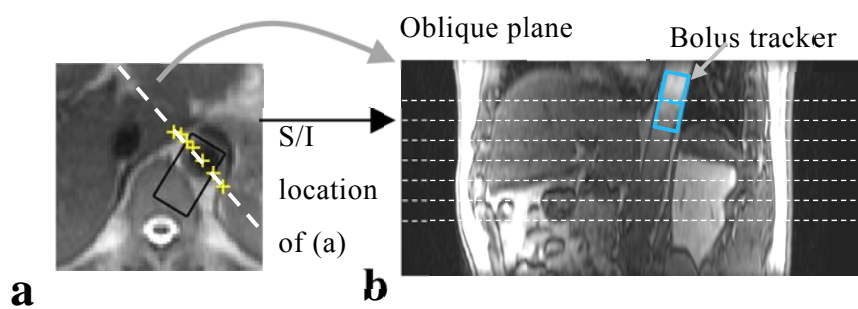 Oblique plane
Bolus tracker
S/I
location
of (a)
a
b